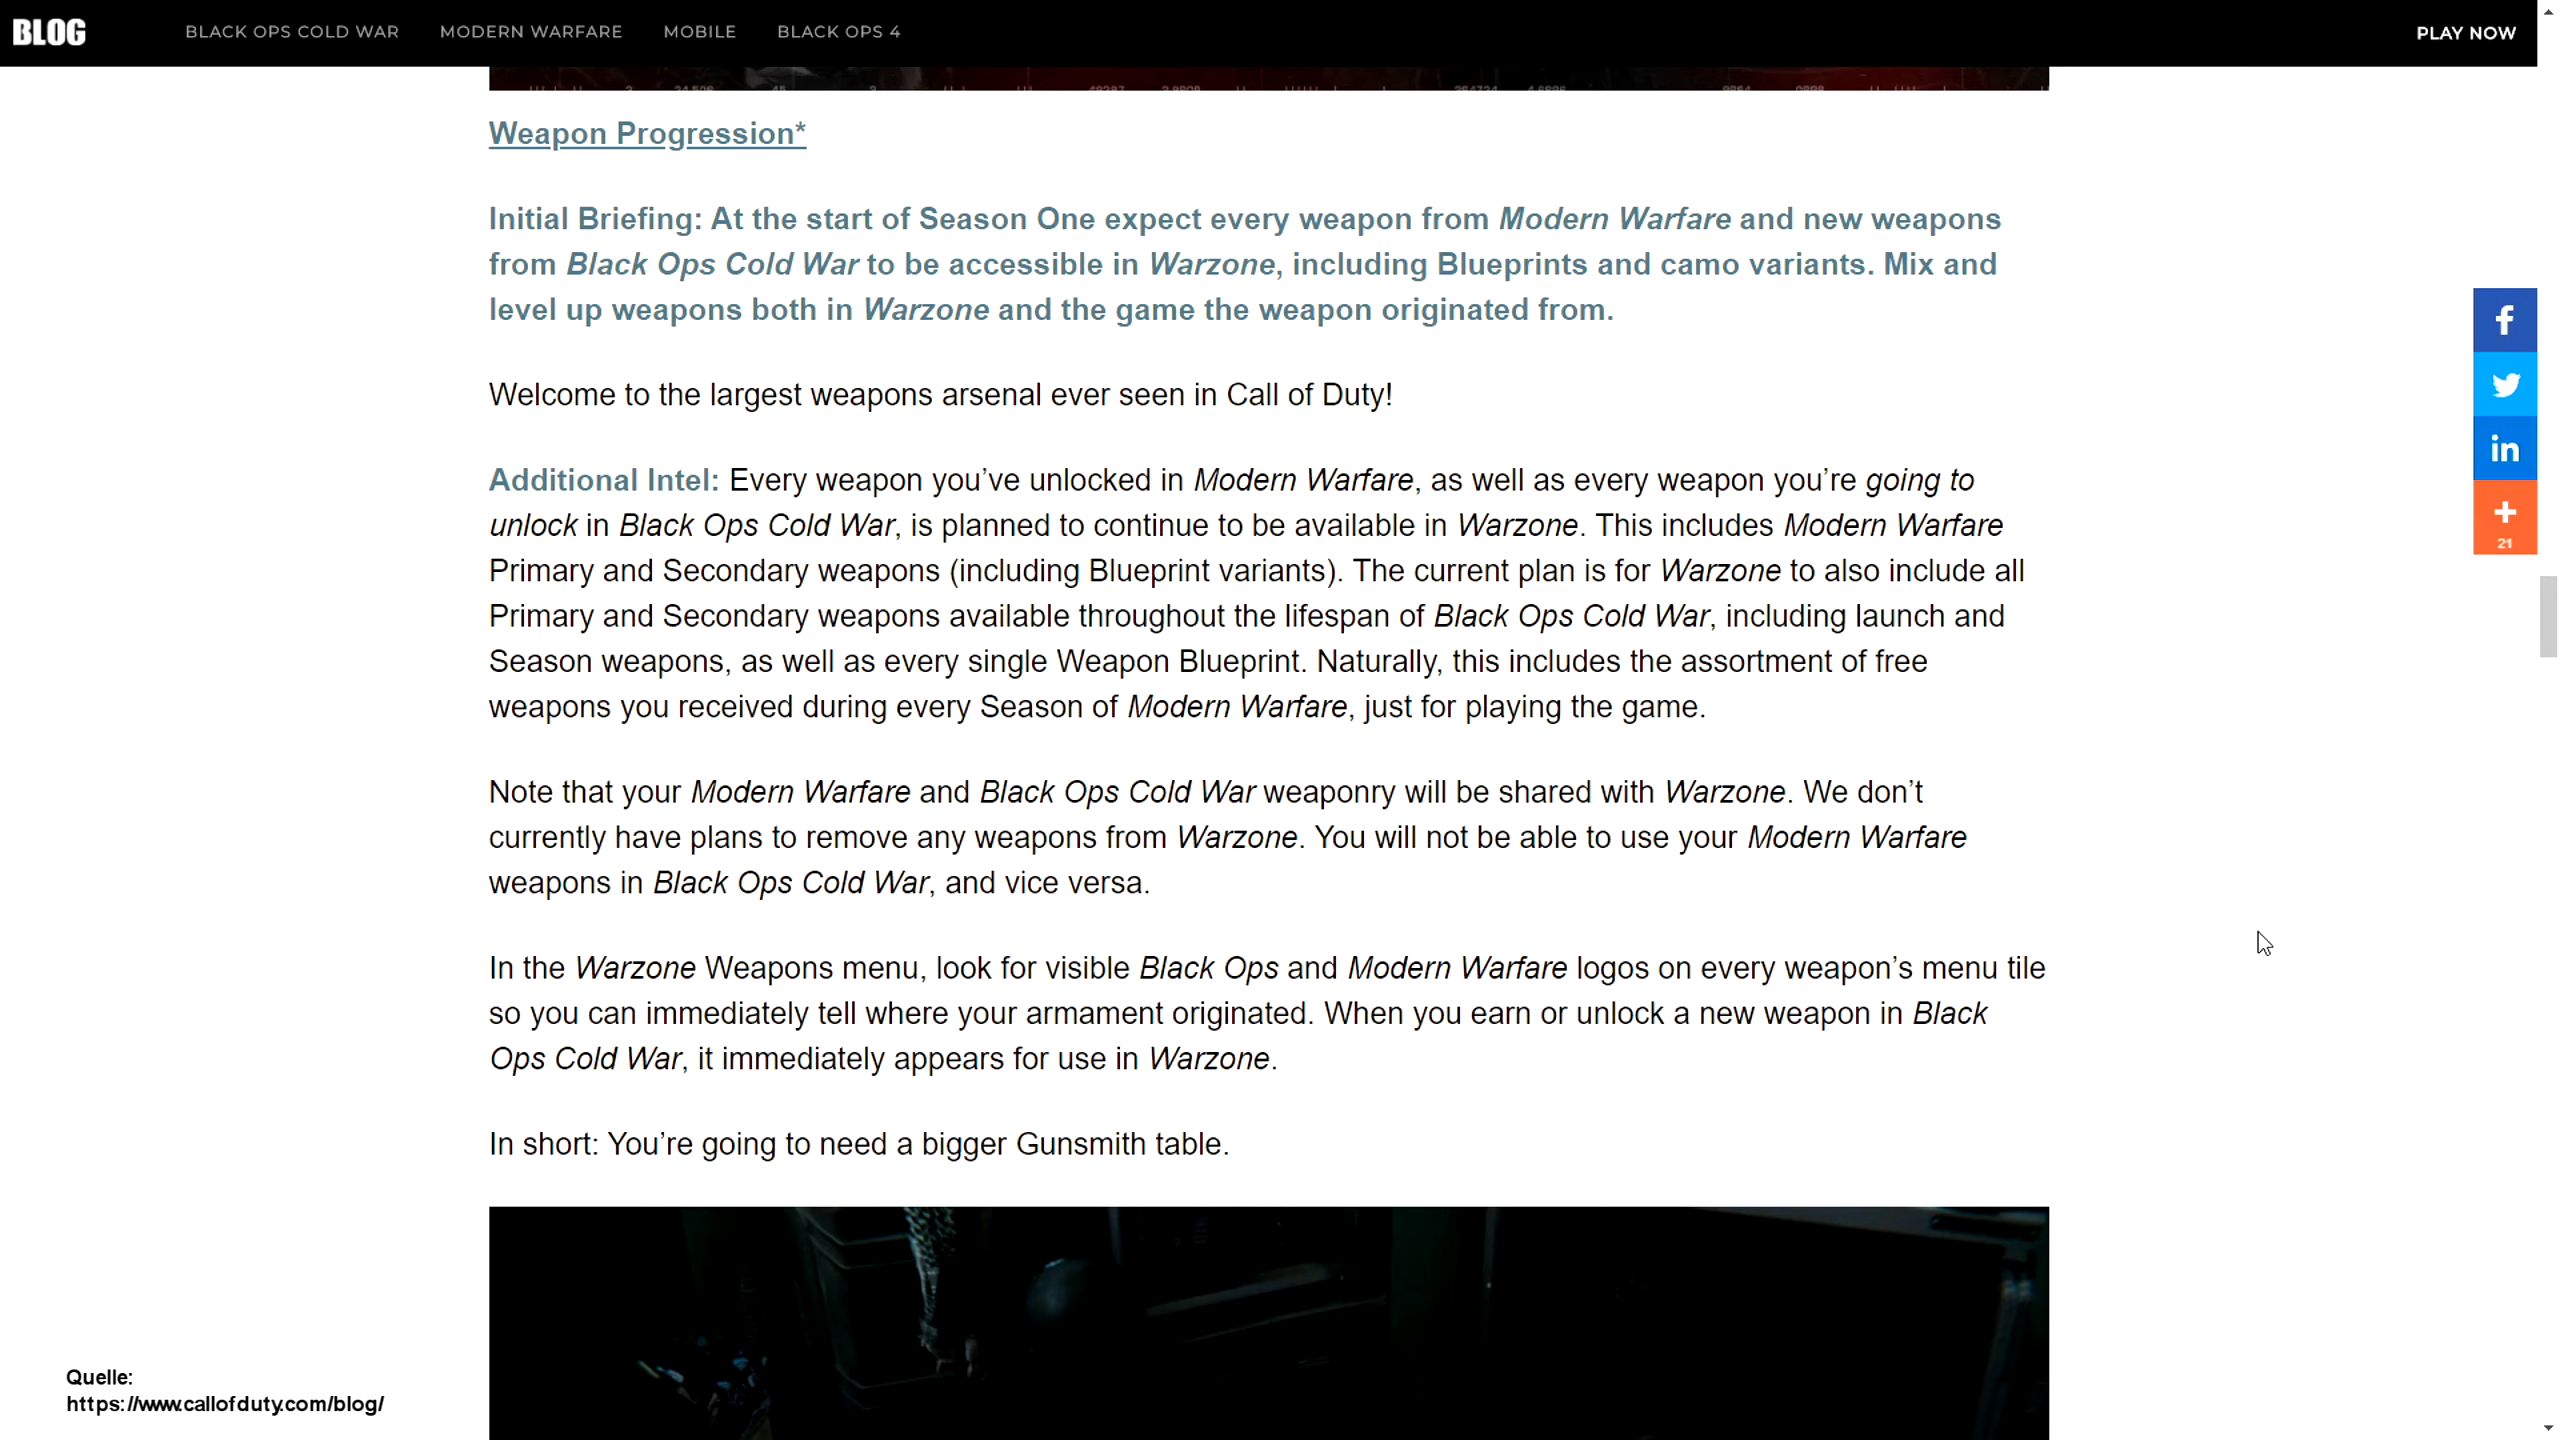 BLOG
BLACK OPS COLD WAR
MODERN WARFARE
MOBILE
BLACK OPS 4
PLAY NOW
Weapon Progression*
Initial Briefing: At the start of Season One expect every weapon from Modern Warfare and new weapons
from Black Ops Cold War to be accessible in Warzone, including Blueprints and camo variants. Mix and
level up weapons both in Warzone and the game the weapon originated from.
Welcome to the largest weapons arsenal ever seen in Call of Duty!
Additional Intel: Every weapon you’ve unlocked in Modern Warfare, as well as every weapon you’re going to
unlock in Black Ops Cold War, is planned to continue to be available in Warzone. This includes Modern Warfare
Primary and Secondary weapons (including Blueprint variants). The current plan is for Warzone to also include all
Primary and Secondary weapons available throughout the lifespan of Black Ops Cold War, including launch and
Season weapons, as well as every single Weapon Blueprint. Naturally, this includes the assortment of free
weapons you received during every Season of Modern Warfare, just for playing the game.
Note that your Modern Warfare and Black Ops Cold War weaponry will be shared with Warzone. We don’t
currently have plans to remove any weapons from Warzone. You will not be able to use your Modern Warfare
weapons in Black Ops Cold War, and vice versa.
In the Warzone Weapons menu, look for visible Black Ops and Modern Warfare logos on every weapon’s menu tile
so you can immediately tell where your armament originated. When you earn or unlock a new weapon in Black
Ops Cold War, it immediately appears for use in Warzone.
In short: You’re going to need a bigger Gunsmith table.
21
Quelle:
https://www.callofduty.com/blog/